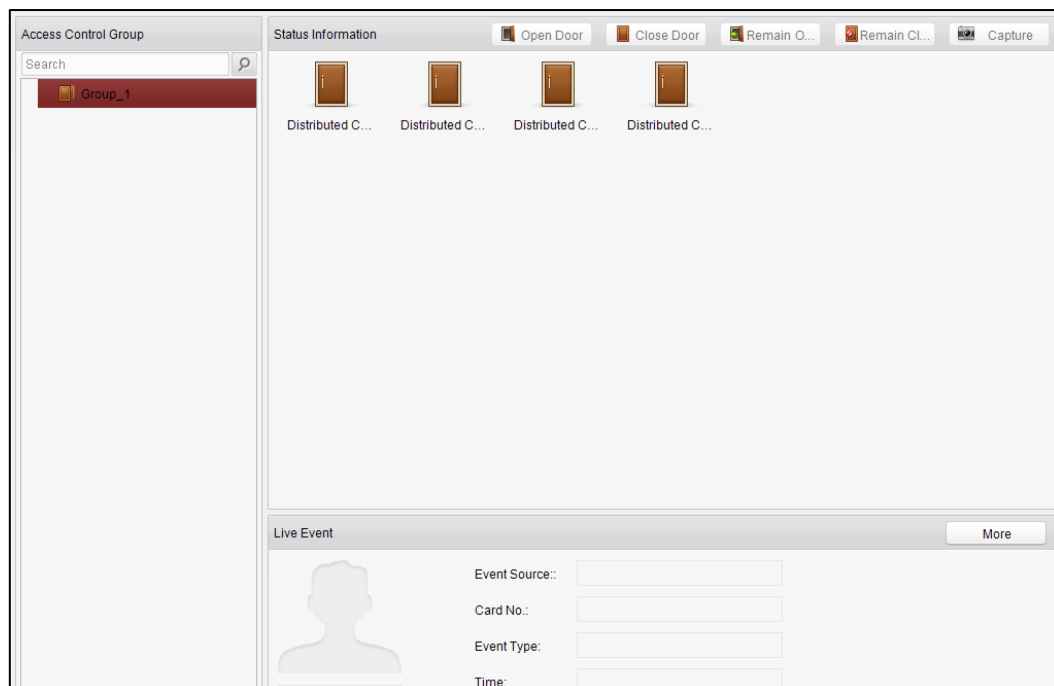 Access Control Group
Search
Group_1
Status Information
Open Door
Close Door
Remain O...
Remain Cl...
Capture
Distributed C...
Distributed C...
Distributed C...
Distributed C...
Live Event
More
Event Source::
Card No.:
Event Type:
Time: